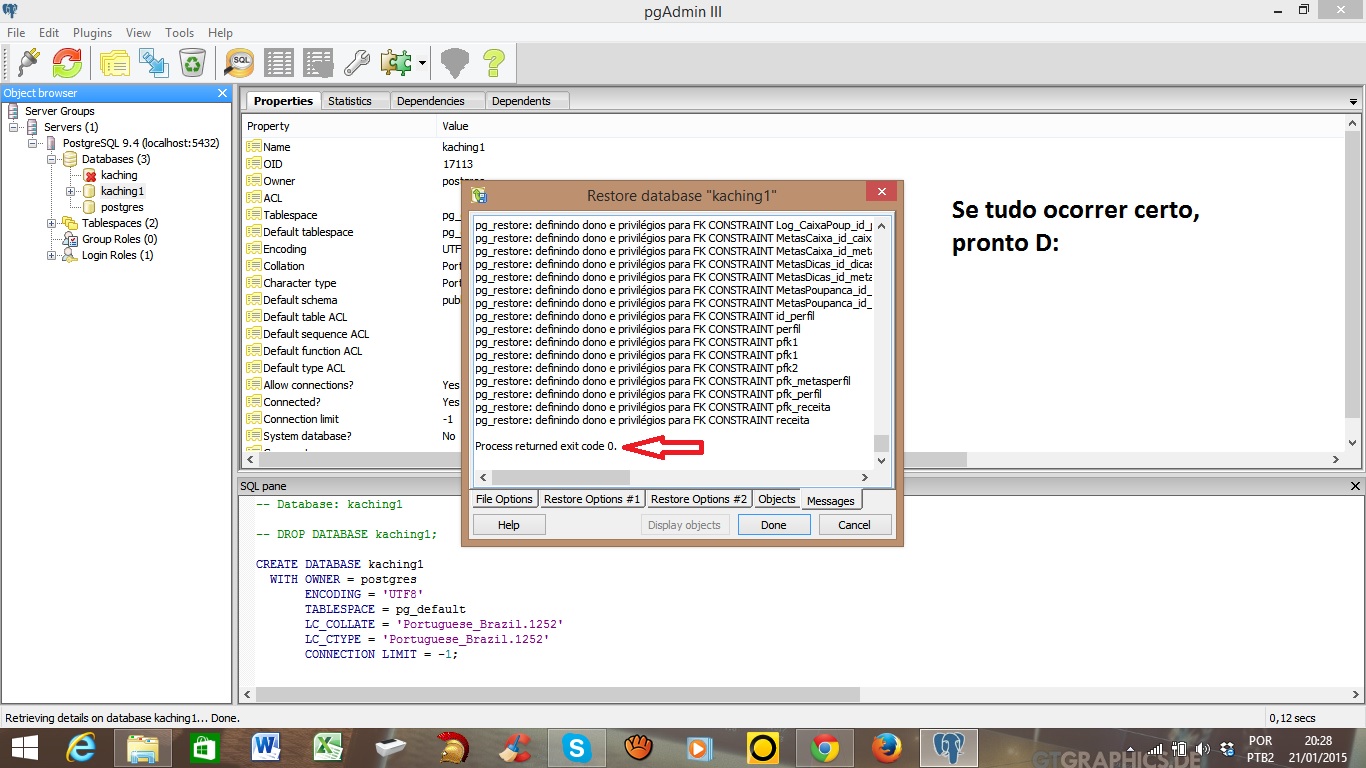 pgAdmin III
File Edit Plugins View Tools Help
SQL
Object browser
Server Groups
Servers (1)
PostgreSQL 9.4 (localhost:5432)
Databases (3)
kaching
kaching1
postgres
Tablespaces (2)
Group Roles (0)
Login Roles (1)
Properties Statistics Dependencies Dependents
Property Value
Name kaching1
OID 17113
Owner
ACL
Tablespace pg_
Default tablespace pg_
Encoding UTF
Collation Port
Character type Port
Default schema pub
Default table ACL
Default sequence ACL
Default function ACL
Default type ACL
Allow connections? Yes
Connected? Yes
Connection limit -1
System database? No
Restore database "kaching1"
pg_restore: definindo dono e privilégios para FK CONSTRAINT Log_CaixaPoup_id_
pg_restore: definindo dono e privilégios para FK CONSTRAINT MetasCaixa_id_caix
pg_restore: definindo dono e privilégios para FK CONSTRAINT MetasCaixa_id_meta
pg_restore: definindo dono e privilégios para FK CONSTRAINT MetasDicas_id_dicas
pg_restore: definindo dono e privilégios para FK CONSTRAINT MetasDicas_id_meta
pg_restore: definindo dono e privilégios para FK CONSTRAINT MetasPoupanca_id_
pg_restore: definindo dono e privilégios para FK CONSTRAINT MetasPoupanca_id_
pg_restore: definindo dono e privilégios para FK CONSTRAINT id_perfil
pg_restore: definindo dono e privilégios para FK CONSTRAINT perfil
pg_restore: definindo dono e privilégios para FK CONSTRAINT pfk1
pg_restore: definindo dono e privilégios para FK CONSTRAINT pfk1
pg_restore: definindo dono e privilégios para FK CONSTRAINT pfk2
pg_restore: definindo dono e privilégios para FK CONSTRAINT pfk_metasperfil
pg_restore: definindo dono e privilégios para FK CONSTRAINT pfk_perfil
pg_restore: definindo dono e privilégios para FK CONSTRAINT pfk_receita
pg_restore: definindo dono e privilégios para FK CONSTRAINT receita
Process returned exit code 0.
File Options Restore Options #1 Restore Options #2 Objects Messages
Help Display objects Done Cancel
Se tudo ocorrer certo,
pronto D:
SQL pane
-- Database: kaching1
-- DROP DATABASE kaching1;
CREATE DATABASE kaching1
WITH OWNER = postgres
ENCODING = 'UTF8'
TABLESPACE = pg_default
LC_COLLATE = 'Portuguese_Brazil.1252'
LC_CTYPE = 'Portuguese_Brazil.1252'
CONNECTION LIMIT = -1;
Retrieving details on database kaching1... Done. 0,12 secs
POR 20:28
PTB2 21/01/2015
GTGRAPHICS.DE